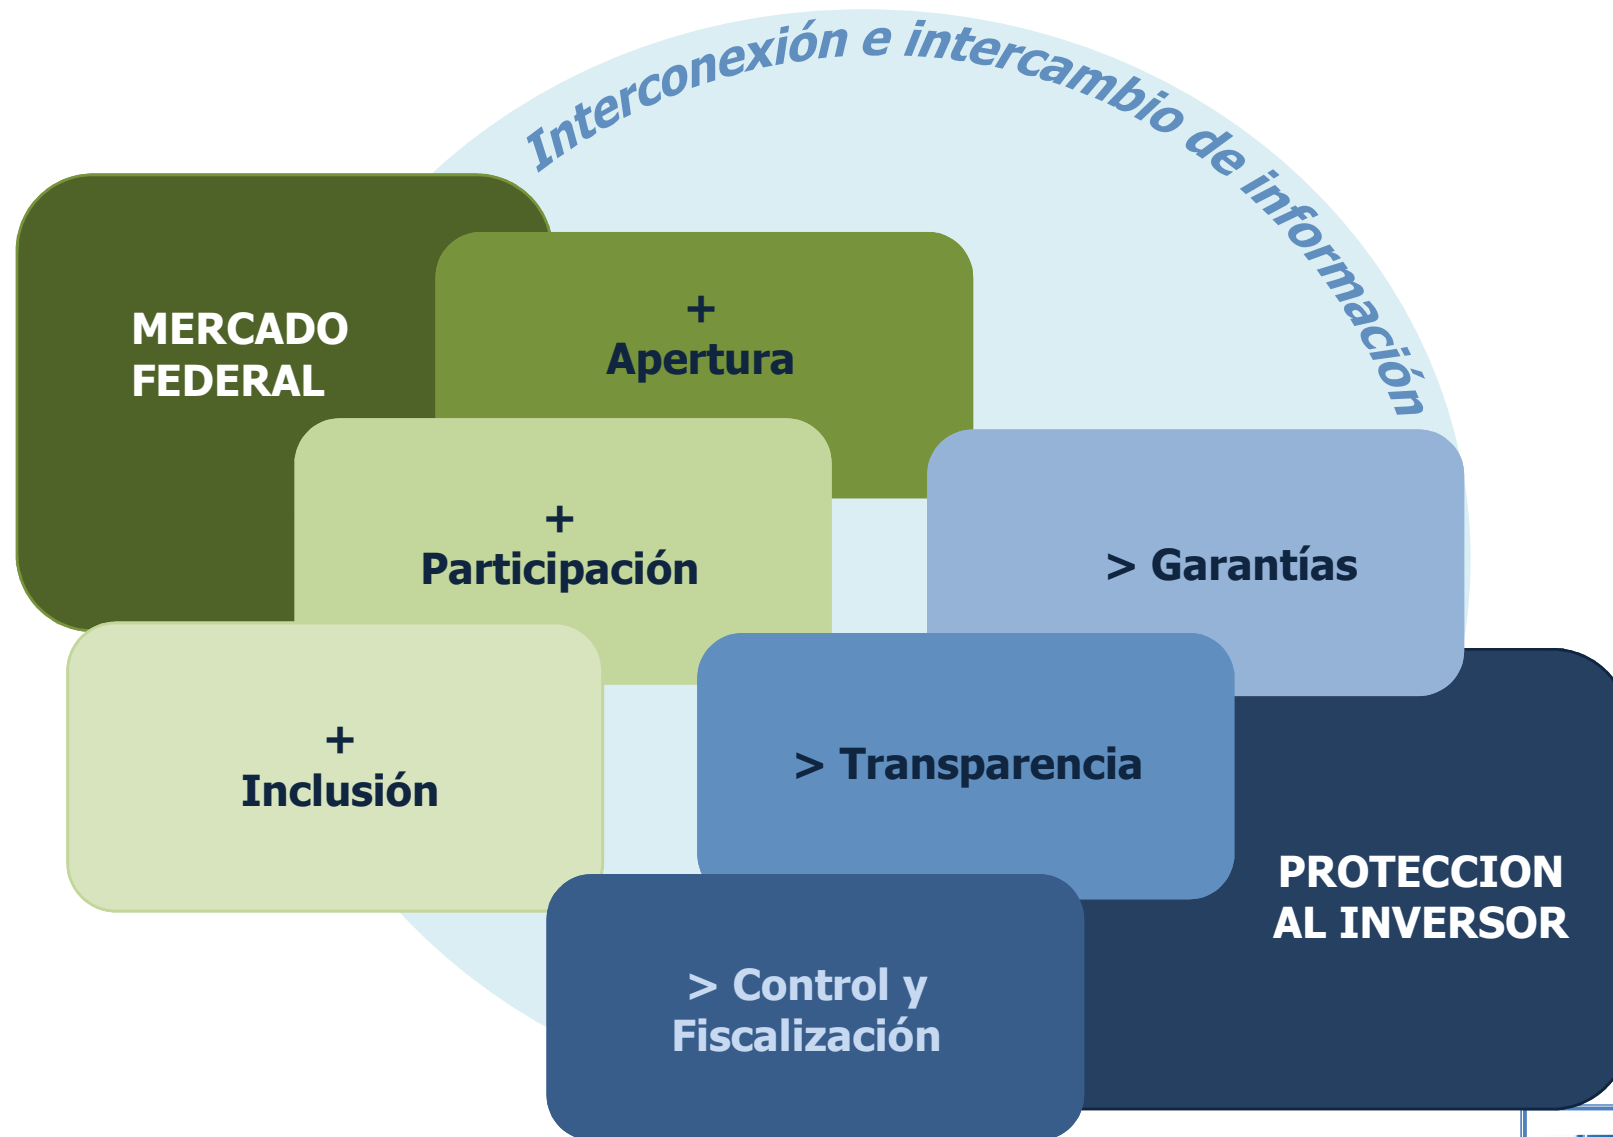 Interconexión e intercambio de información
MERCADO
FEDERAL
+
Apertura
+
Participación
> Garantías
+
Inclusión
> Transparencia
PROTECCION
AL INVERSOR
> Control y
Fiscalización